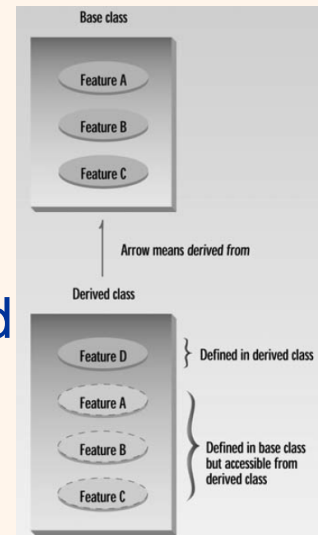 Base class
Feature A
Feature B
Feature C
Arrow means derived from
Derived class
d
Feature D
Defined in derived class
Feature A
Feature B
Feature C
Defined in base class
but accessible from
derived class